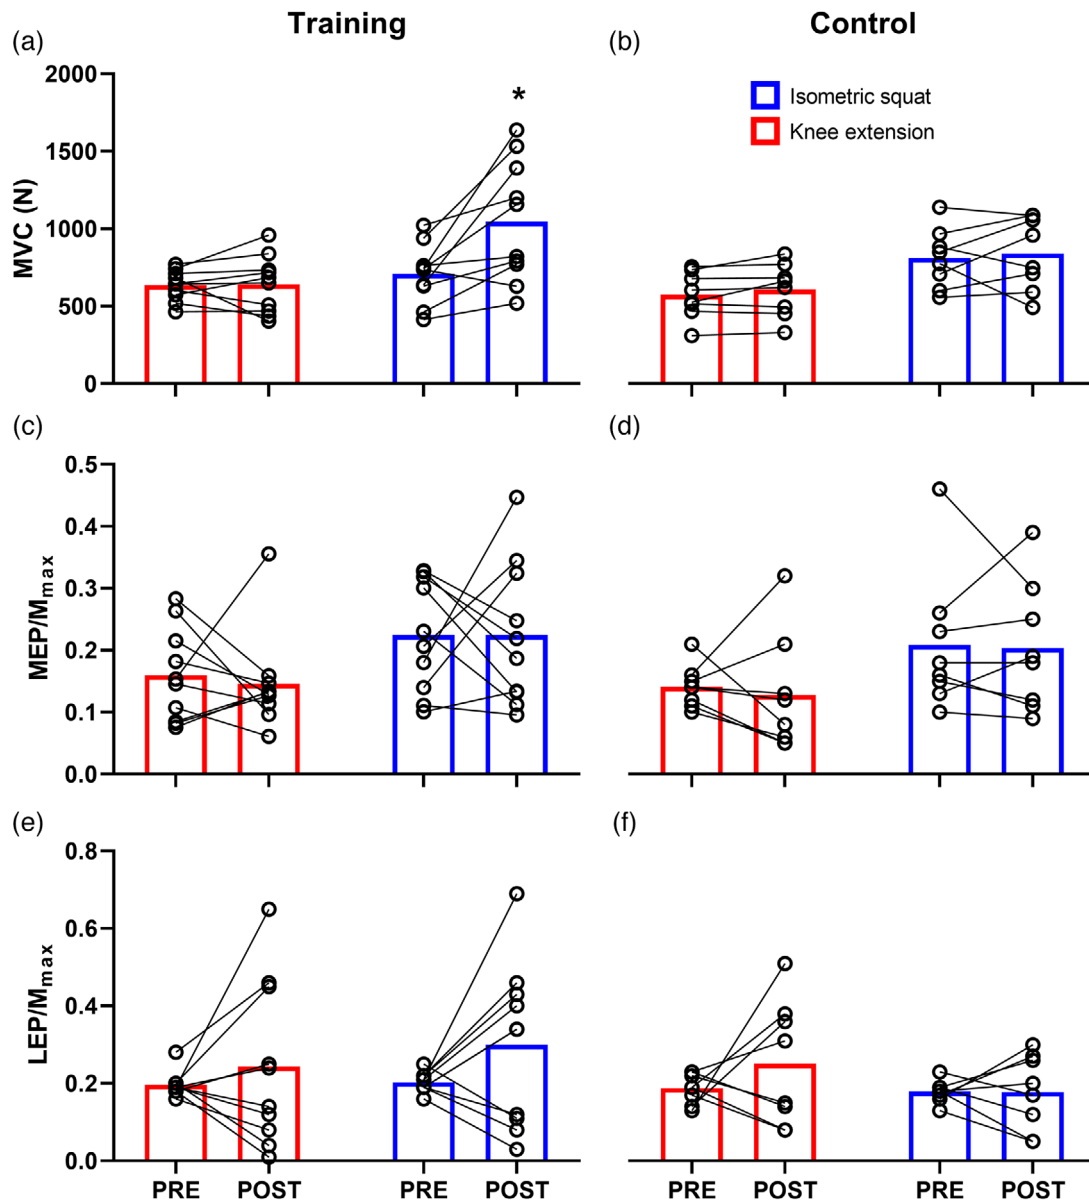 Training
Control
(a)
(b)
2000
1500
1000
500
0
MVC (N)
*
Isometric squat
Knee extension
(c)
(d)
0.5
0.4
0.3
0.2
0.1
0.0
MEP/Mmax
(e)
(f)
0.8
0.6
0.4
0.2
0.0
LEP/Mmax
PRE POST PRE POST PRE POST PRE POST